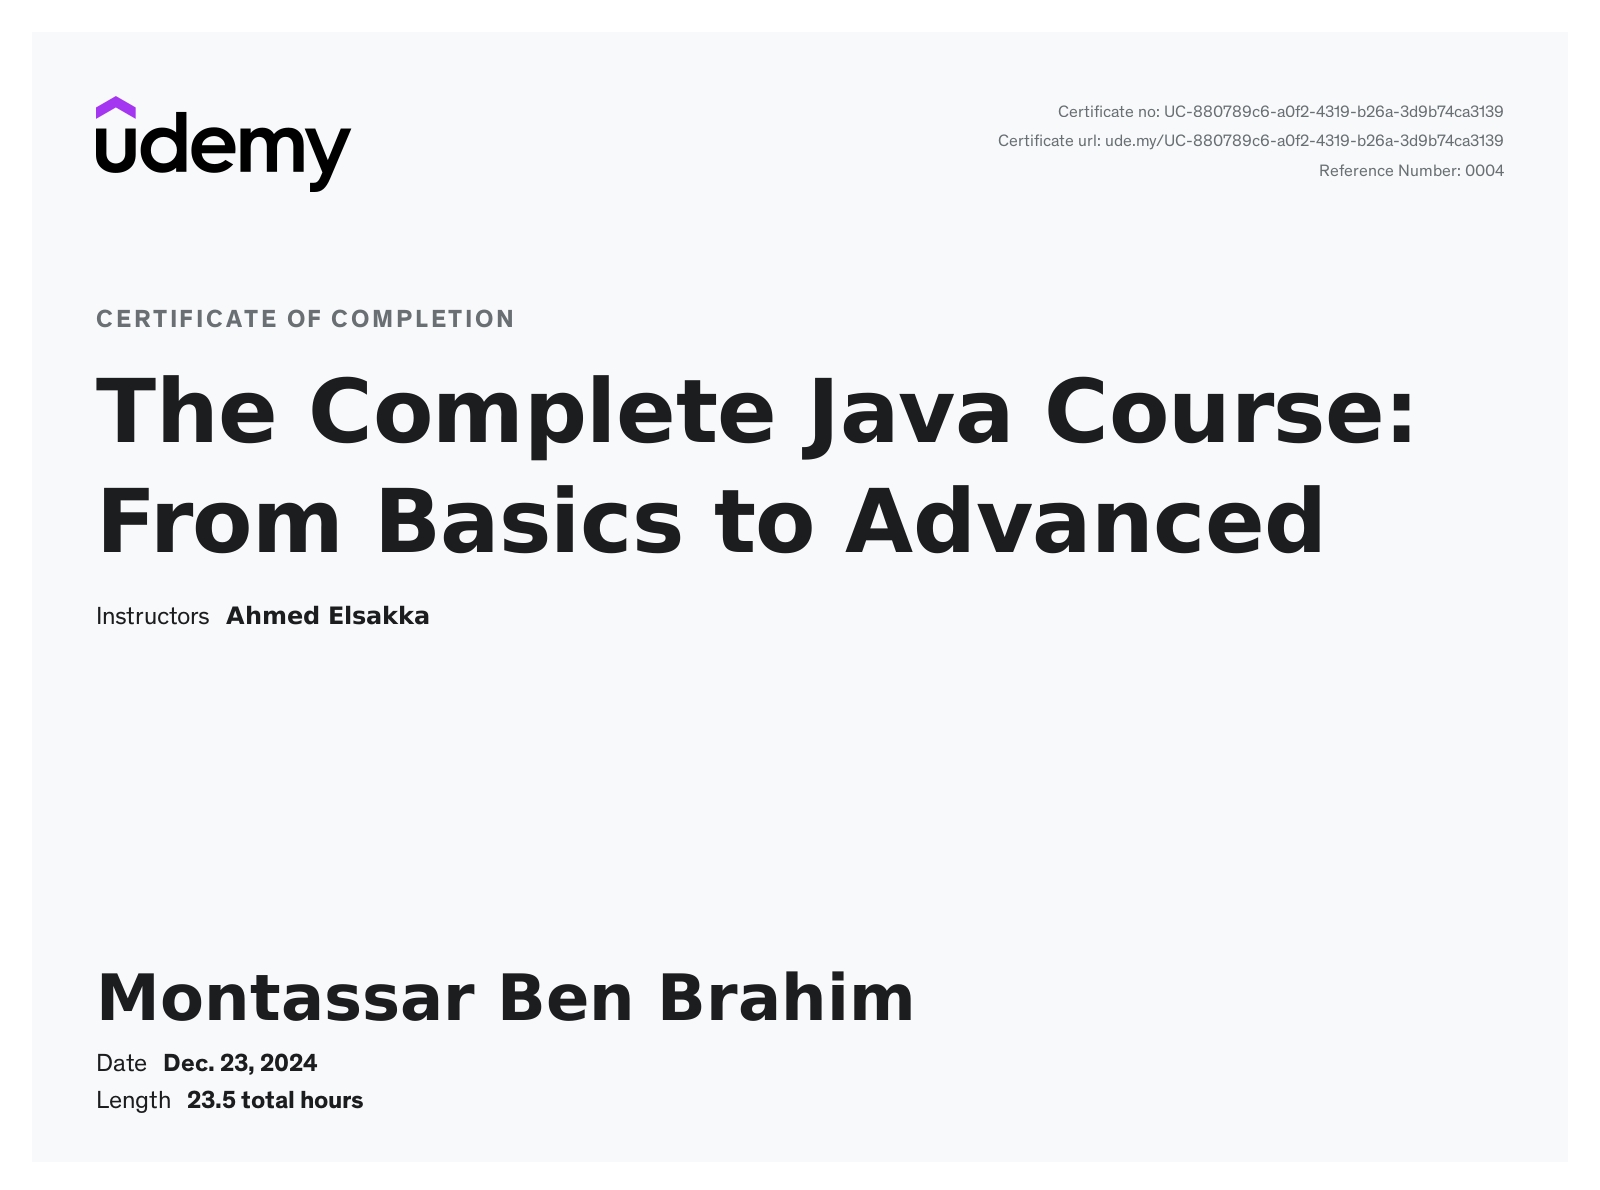 udemy
Certificate no: UC-880789c6-a0f2-4319-b26a-3d9b74ca3139
Certificate url: ude.my/UC-880789c6-a0f2-4319-b26a-3d9b74ca3139
Reference Number: 0004
CERTIFICATE OF COMPLETION
The Complete Java Course:
From Basics to Advanced
Instructors Ahmed Elsakka
Montassar Ben Brahim
Date Dec. 23, 2024
Length 23.5 total hours